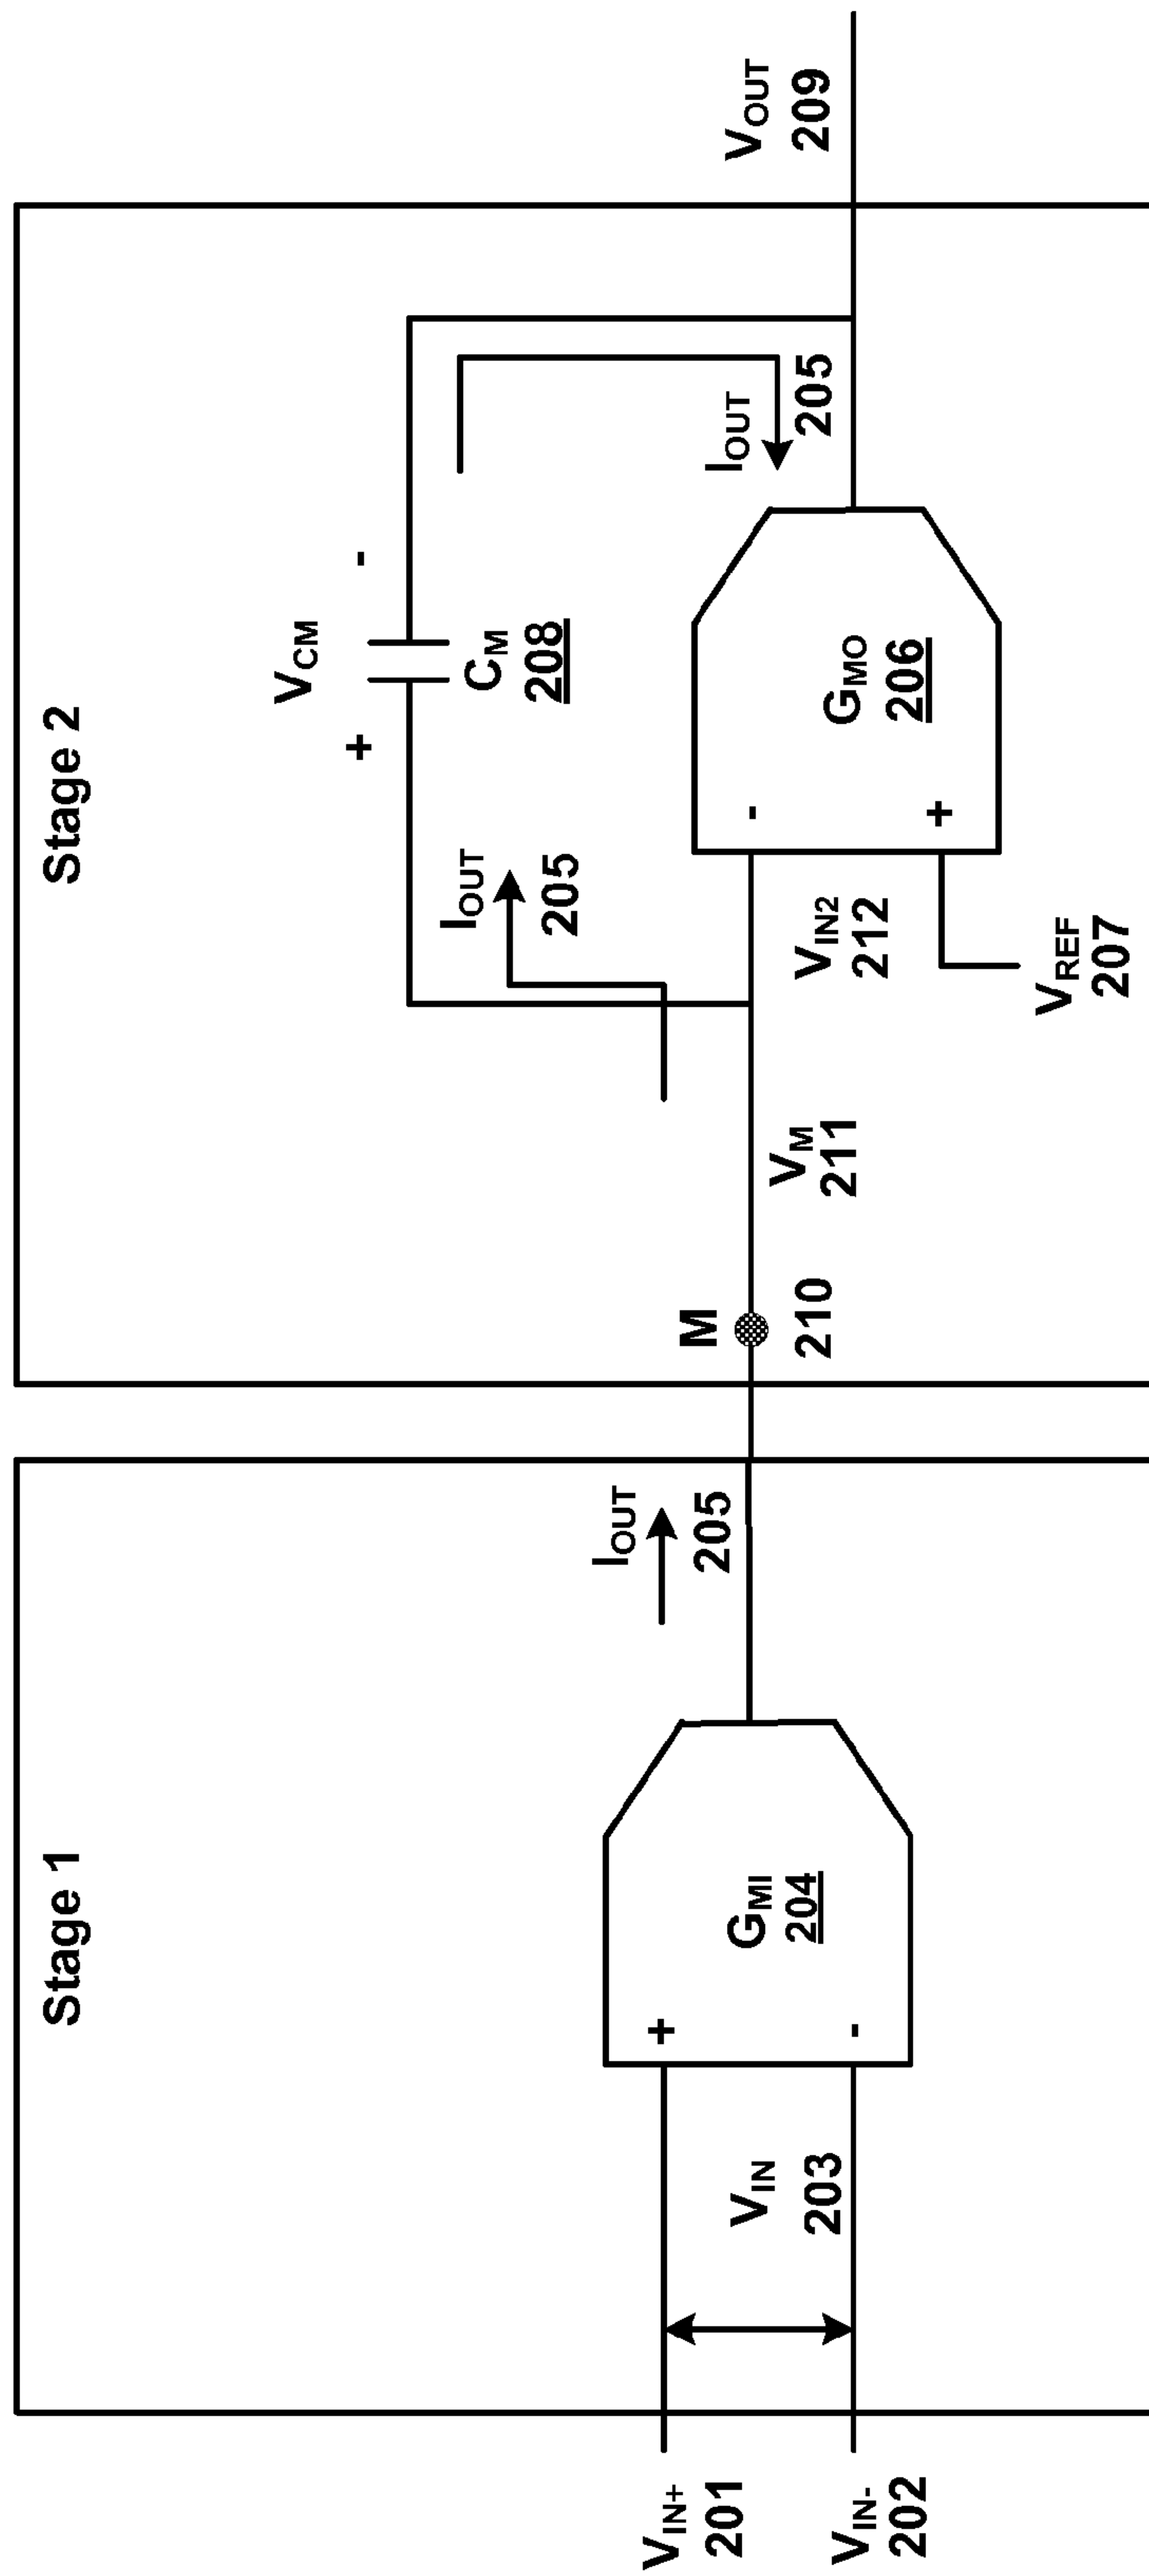 Stage 1
V_IN+
201
V_IN-
202
V_IN
203
+
-
G_MI
204
I_OUT
205
Stage 2
M
210
V_M
211
I_OUT
205
V_IN2
212
V_REF
207
-
+
G_MO
206
+ V_CM -
C_M
208
I_OUT
205
V_OUT
209